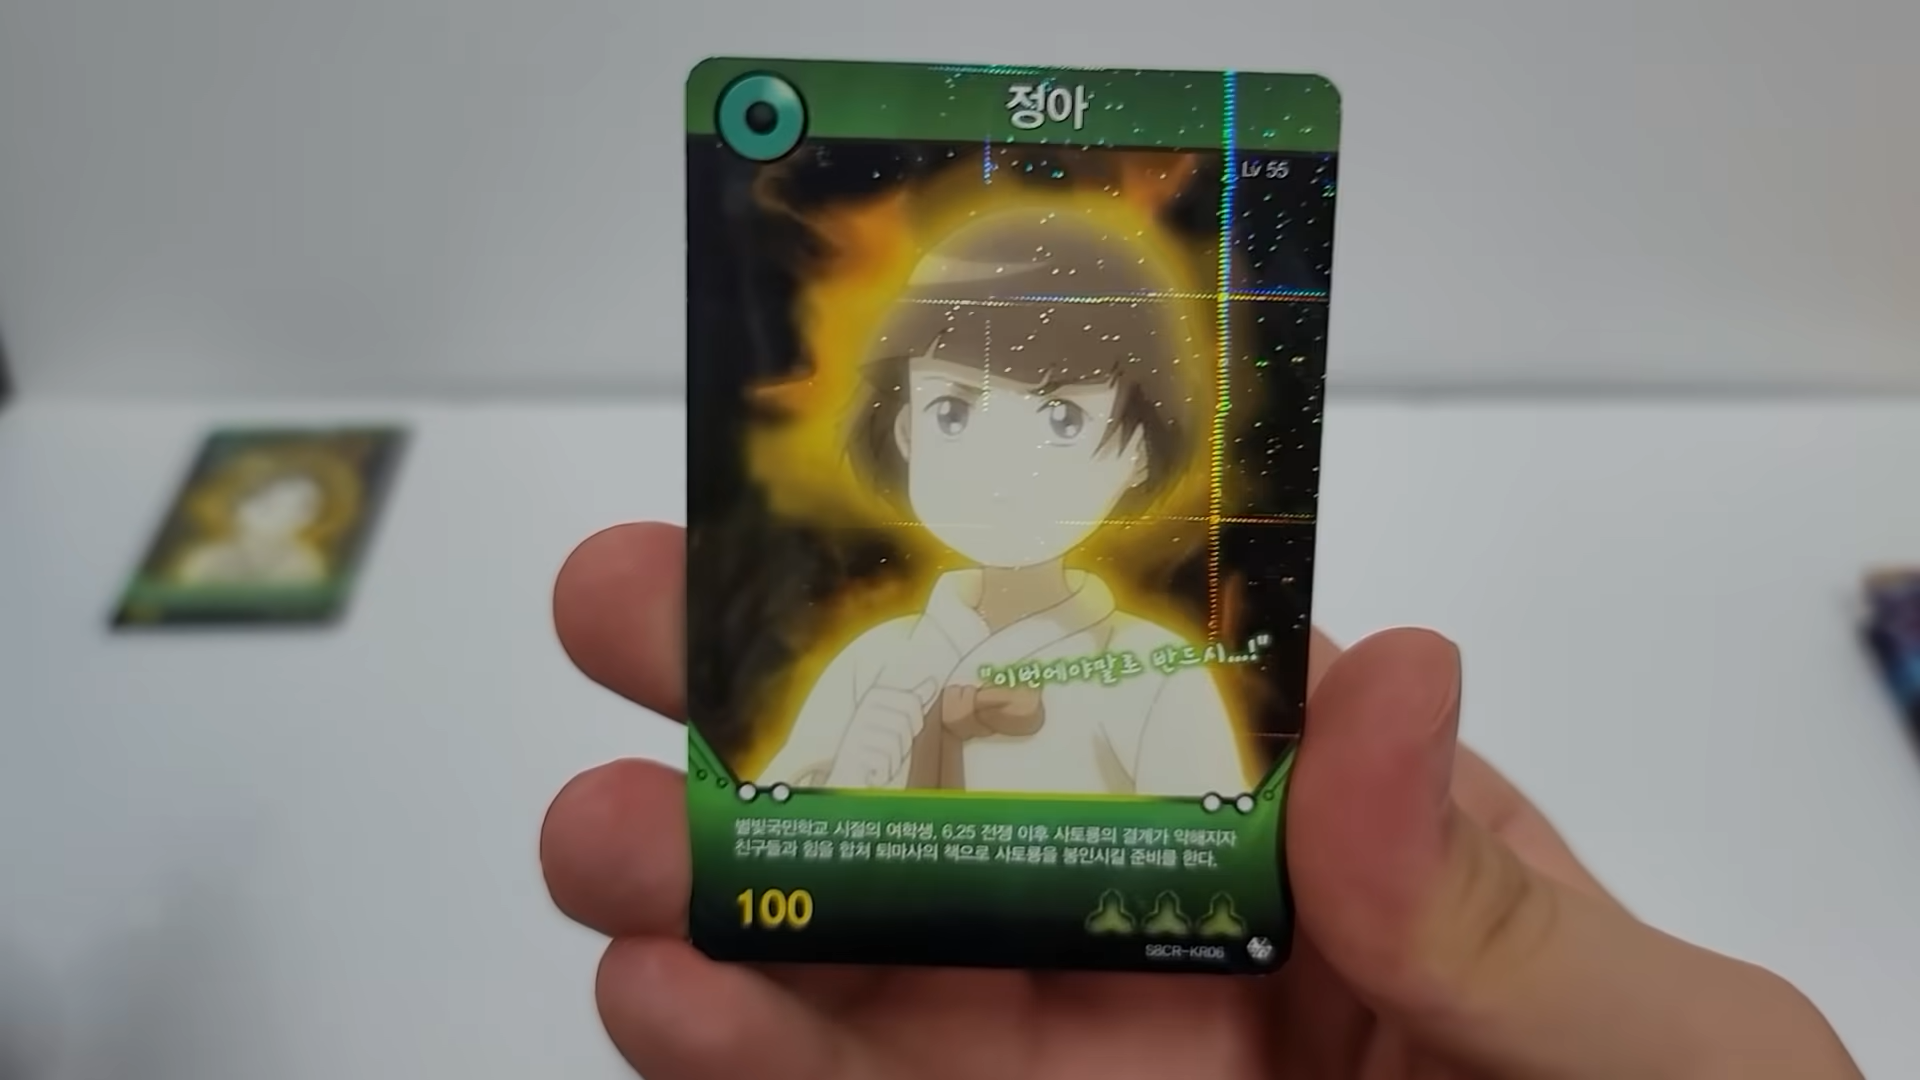 정아
Lv 55
"이번에야말로 반드시...!"
별빛국민학교 시절의 여학생. 6.25 전쟁 이후 사토룡의 결계가 약해지자
친구들과 힘을 합쳐 퇴마사의 책으로 사토룡을 봉인시킬 준비를 한다.
100
S8CR-KR06